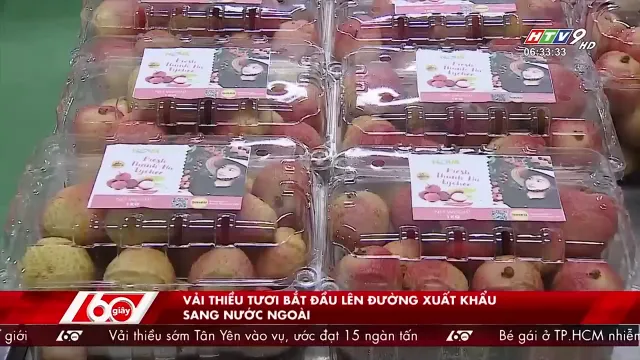 HTV9 HD
06:33:33
Fresh
Thanh Ha
Lychee
Fresh
Thanh Ha
Lychee
Fresh
Thanh Ha
Lychee
Fresh
Thanh Ha
Lychee
60 giây
VẢI THIỀU TƯƠI BẮT ĐẦU LÊN ĐƯỜNG XUẤT KHẨU
SANG NƯỚC NGOÀI
giới 60 Vải thiều sớm Tân Yên vào vụ, ước đạt 15 ngàn tấn 60 Bé gái ở TP.HCM nhiễm